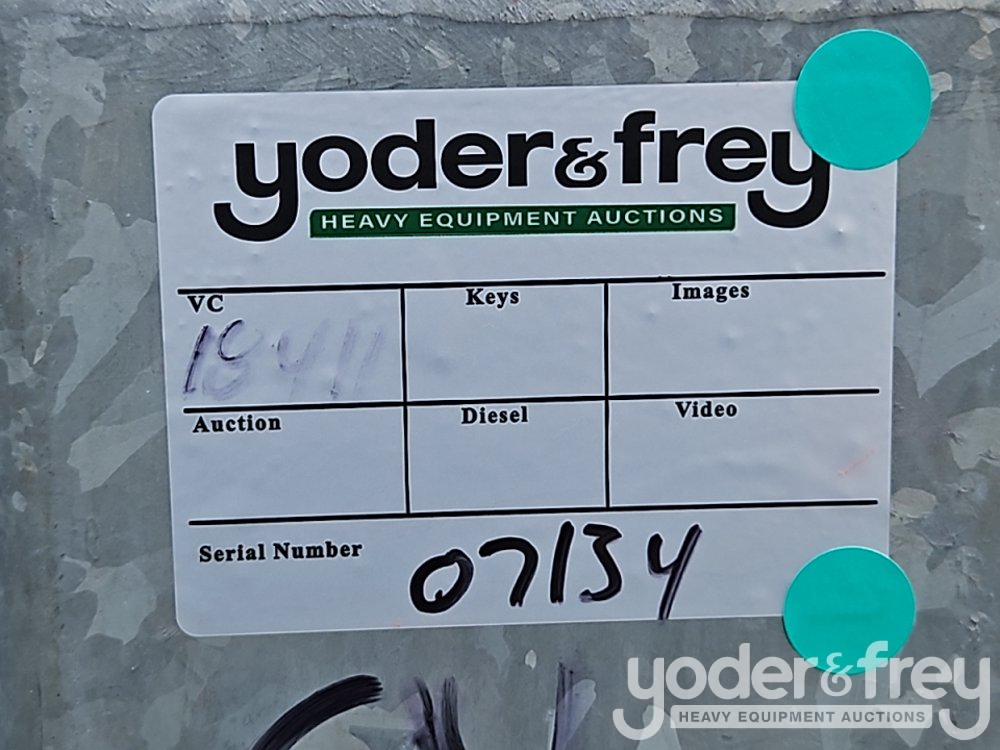 yoder&frey
HEAVY EQUIPMENT AUCTIONS
VC Keys Images
18411
Auction Diesel Video
Serial Number 07134
yoder&frey
HEAVY EQUIPMENT AUCTIONS